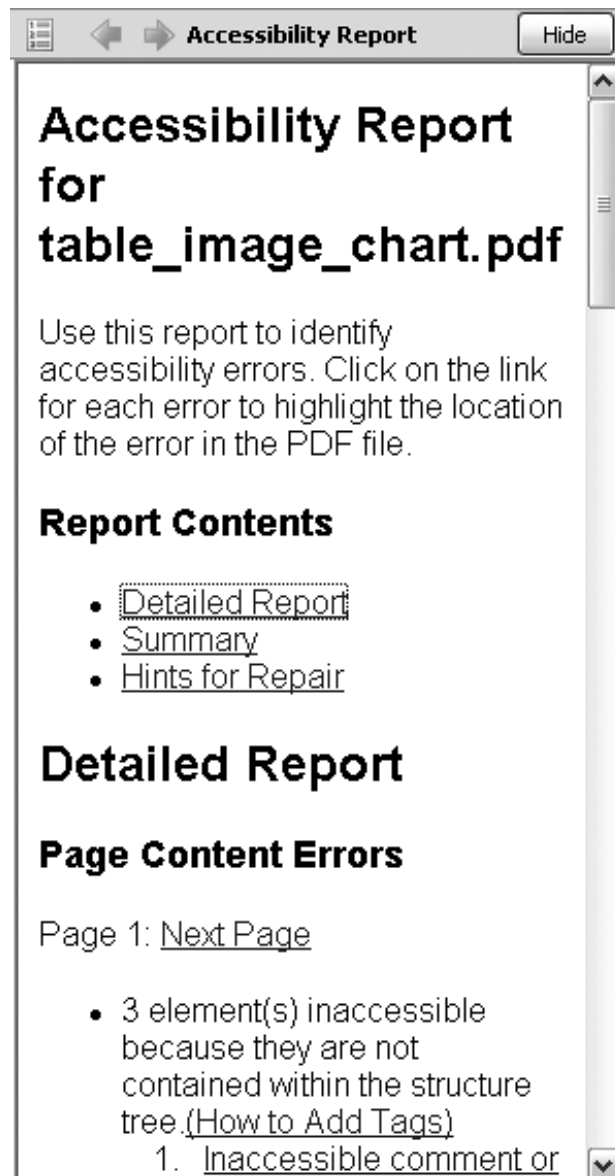 Accessibility Report
Hide
Accessibility Report
for
table_image_chart.pdf
Use this report to identify
accessibility errors. Click on the link
for each error to highlight the location
of the error in the PDF file.
Report Contents
• Detailed Report
• Summary
• Hints for Repair
Detailed Report
Page Content Errors
Page 1: Next Page
• 3 element(s) inaccessible
because they are not
contained within the structure
tree.(How to Add Tags)
1. Inaccessible comment or